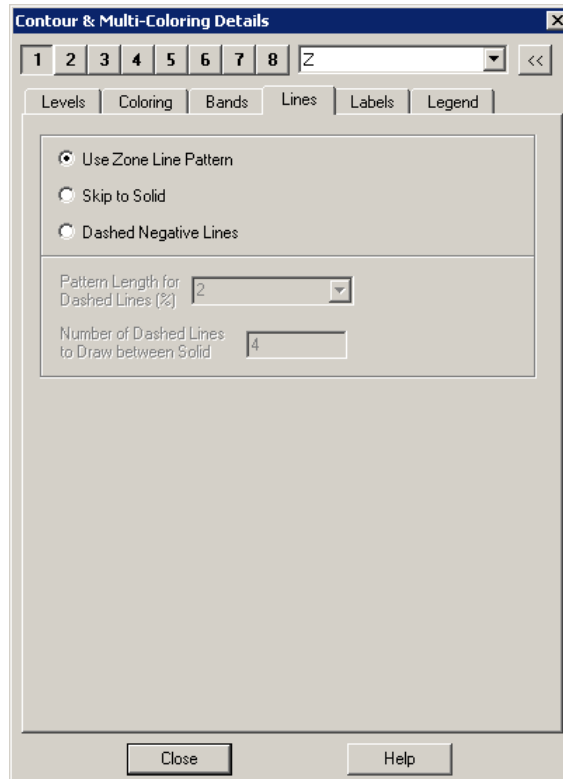 Contour & Multi-Coloring Details
1 2 3 4 5 6 7 8 Z <<
Levels Coloring Bands Lines Labels Legend
Use Zone Line Pattern
Skip to Solid
Dashed Negative Lines
Pattern Length for
Dashed Lines (%) 2
Number of Dashed Lines
to Draw between Solid 4
Close Help